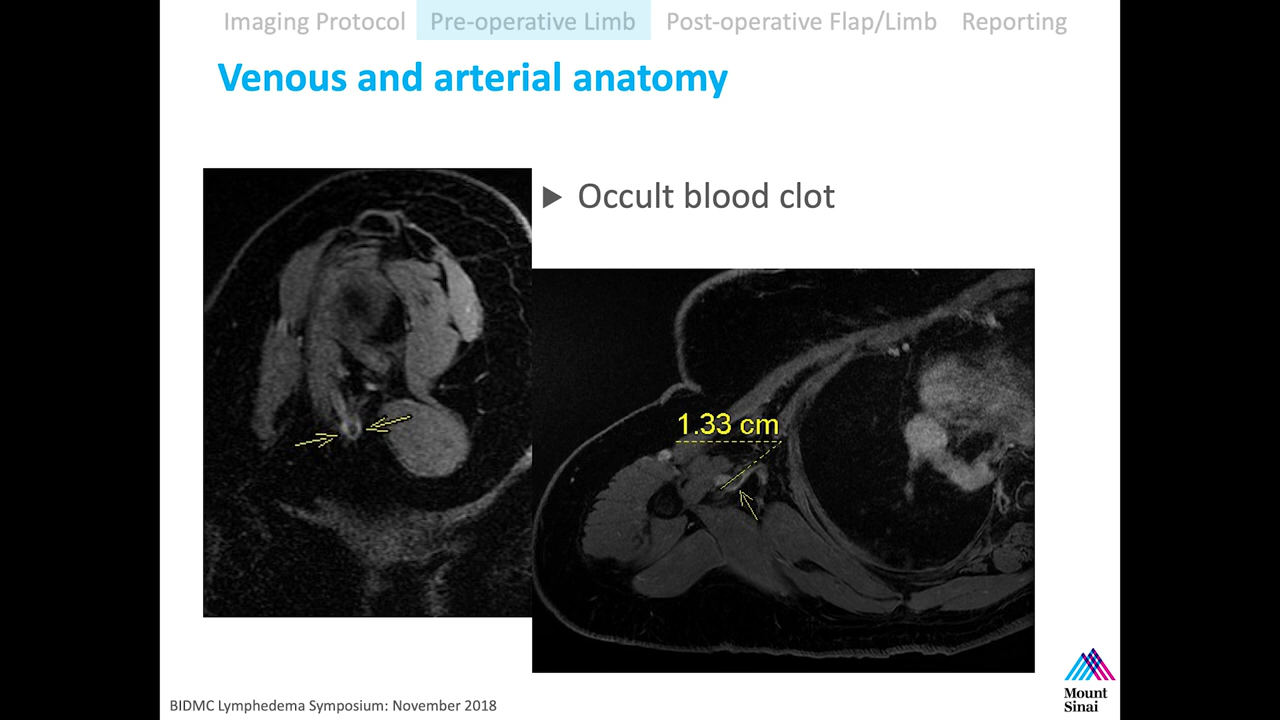 Imaging Protocol Pre-operative Limb Post-operative Flap/Limb Reporting
Venous and arterial anatomy
▶ Occult blood clot
1.33 cm
Mount
Sinai
BIDMC Lymphedema Symposium: November 2018